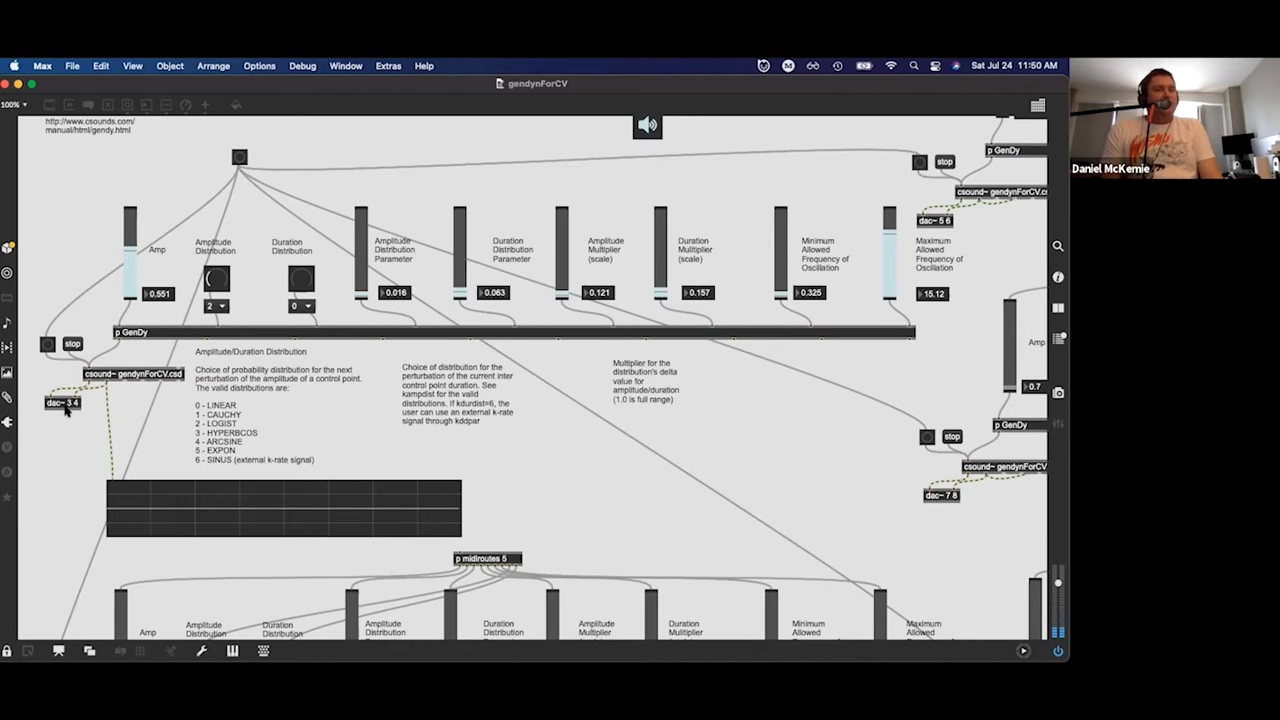 Max File Edit View Object Arrange Options Debug Window Extras Help
Sat Jul 24 11:50 AM
gendynForCV
100%
http://www.csounds.com/
manual/html/gendy.html
p GenDy
stop
csound~ gendynForCV.cs
dac~ 5 6
Amp
Amplitude
Distribution
Duration
Distribution
Amplitude
Distribution
Parameter
Duration
Distribution
Parameter
Amplitude
Multiplier
(scale)
Duration
Multiplier
(scale)
Minimum
Allowed
Frequency of
Oscillation
Maximum
Allowed
Frequency of
Oscillation
0.551
2
0
0.016
0.063
0.121
0.157
0.325
15.12
p GenDy
stop
csound~ gendynForCV.csd
dac~ 3 4
Amplitude/Duration Distribution
Choice of probability distribution for the next
perturbation of the amplitude of a control point.
The valid distributions are:
0 - LINEAR
1 - CAUCHY
2 - LOGIST
3 - HYPERBCOS
4 - ARCSINE
5 - EXPON
6 - SINUS (external k-rate signal)
Choice of distribution for the
perturbation of the current inter
control point duration. See
kampdist for the valid
distributions. If kdurdist=6, the
user can use an external k-rate
signal through kddpar
Multiplier for the
distribution's delta
value for
amplitude/duration
(1.0 is full range)
Amp
0.7
p GenDy
stop
csound~ gendynForCV
dac~ 7 8
p midiroutes 5
Amp
Amplitude
Distribution
Duration
Distribution
Amplitude
Distribution
Duration
Distribution
Amplitude
Multiplier
Duration
Mulitiplier
Minimum
Allowed
Maximum
Allowed
Daniel McKemie